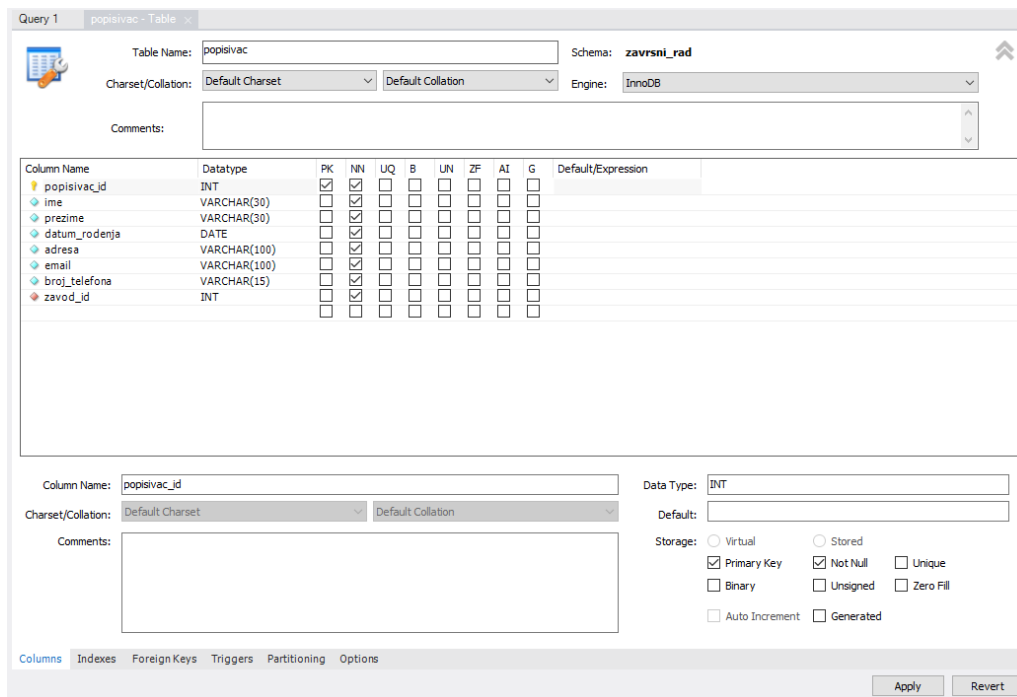 Query 1 popisivac - Table ×
Table Name: popisivac Schema: zavrsni_rad
Charset/Collation: Default Charset Default Collation Engine: InnoDB
Comments:
Column Name Datatype PK NN UQ B UN ZF AI G Default/Expression
popisivac_id INT
ime VARCHAR(30)
prezime VARCHAR(30)
datum_rodenja DATE
adresa VARCHAR(100)
email VARCHAR(100)
broj_telefona VARCHAR(15)
zavod_id INT
Column Name: popisivac_id Data Type: INT
Charset/Collation: Default Charset Default Collation Default:
Comments: Storage: Virtual Stored
Primary Key Not Null Unique
Binary Unsigned Zero Fill
Auto Increment Generated
Columns Indexes Foreign Keys Triggers Partitioning Options
Apply Revert